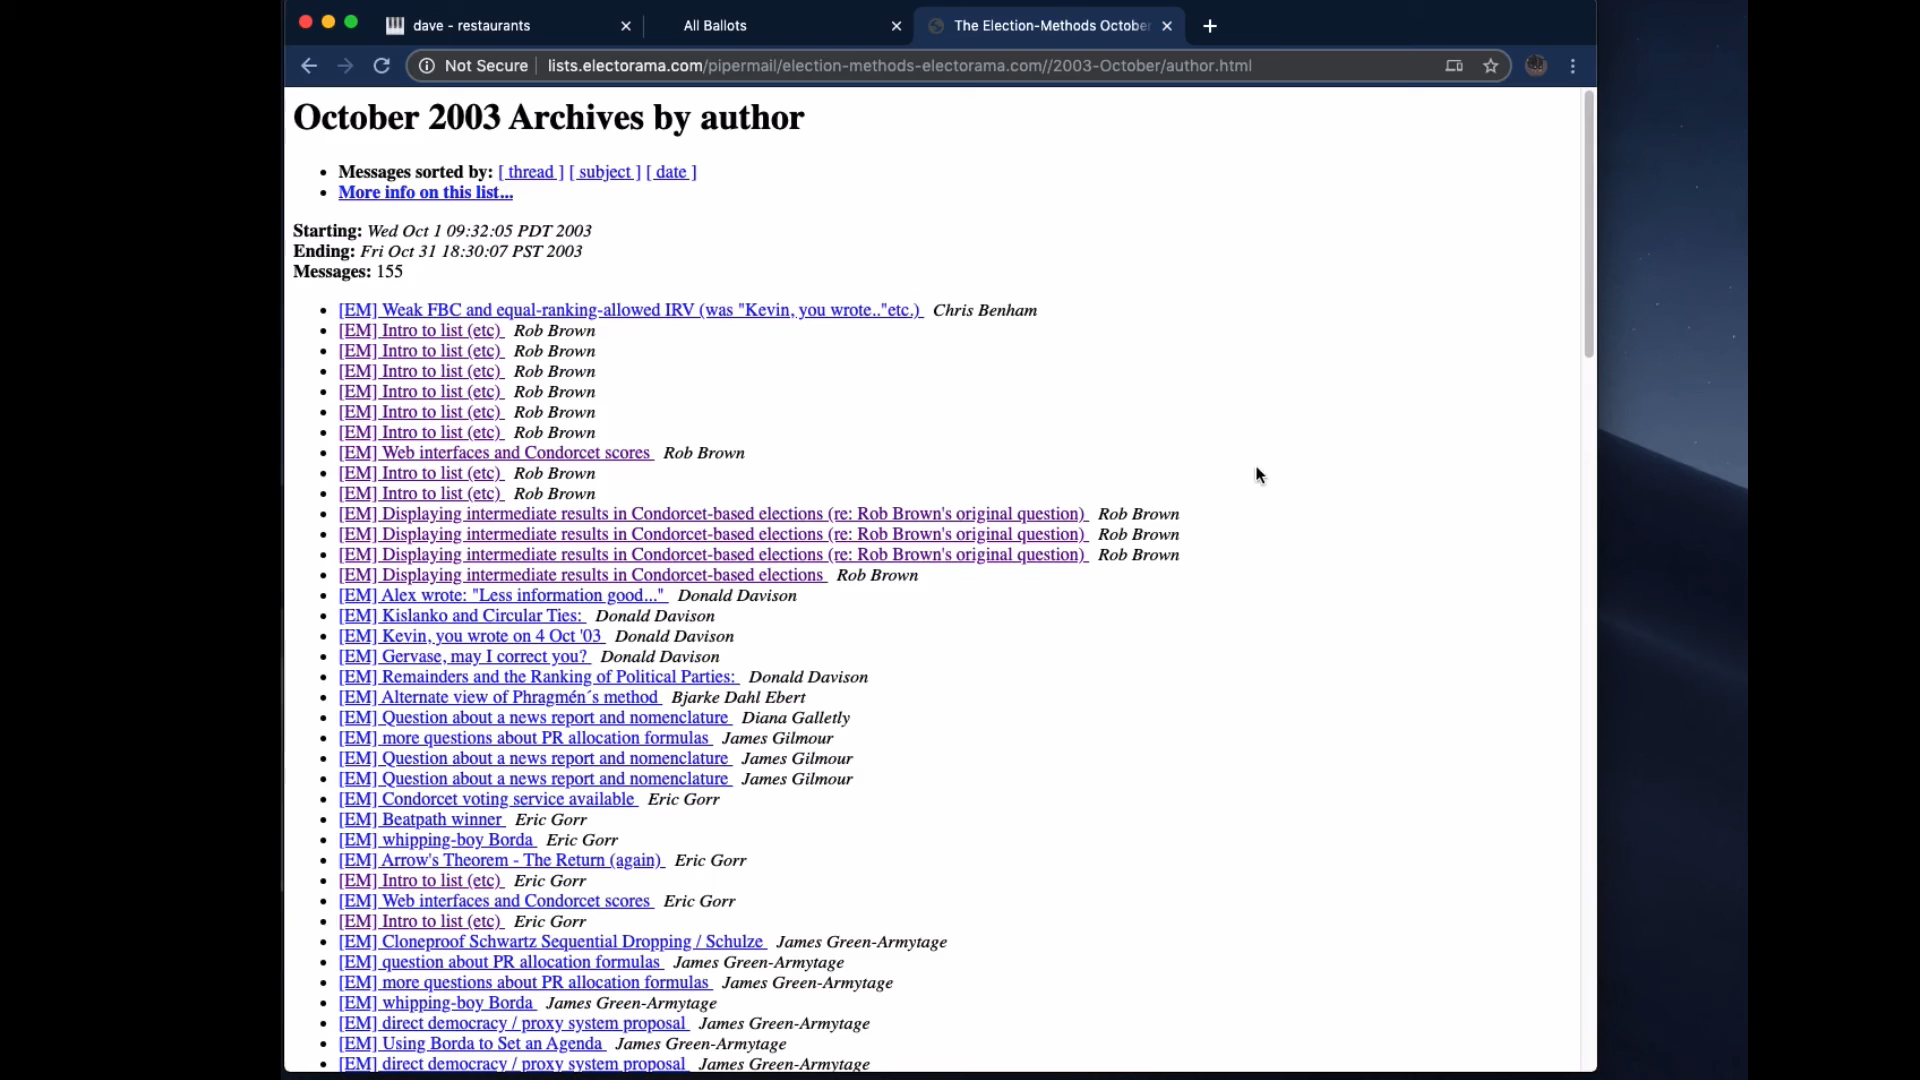 dave - restaurants
All Ballots
The Election-Methods October
Not Secure
lists.electorama.com/pipermail/election-methods-electorama.com//2003-October/author.html
October 2003 Archives by author
• Messages sorted by: [ thread ] [ subject ] [ date ]
• More info on this list...
Starting: Wed Oct 1 09:32:05 PDT 2003
Ending: Fri Oct 31 18:30:07 PST 2003
Messages: 155
• [EM] Weak FBC and equal-ranking-allowed IRV (was "Kevin, you wrote.."etc.) Chris Benham
• [EM] Intro to list (etc) Rob Brown
• [EM] Intro to list (etc) Rob Brown
• [EM] Intro to list (etc) Rob Brown
• [EM] Intro to list (etc) Rob Brown
• [EM] Intro to list (etc) Rob Brown
• [EM] Intro to list (etc) Rob Brown
• [EM] Web interfaces and Condorcet scores Rob Brown
• [EM] Intro to list (etc) Rob Brown
• [EM] Intro to list (etc) Rob Brown
• [EM] Displaying intermediate results in Condorcet-based elections (re: Rob Brown's original question) Rob Brown
• [EM] Displaying intermediate results in Condorcet-based elections (re: Rob Brown's original question) Rob Brown
• [EM] Displaying intermediate results in Condorcet-based elections (re: Rob Brown's original question) Rob Brown
• [EM] Displaying intermediate results in Condorcet-based elections Rob Brown
• [EM] Alex wrote: "Less information good..." Donald Davison
• [EM] Kislanko and Circular Ties: Donald Davison
• [EM] Kevin, you wrote on 4 Oct '03 Donald Davison
• [EM] Gervase, may I correct you? Donald Davison
• [EM] Remainders and the Ranking of Political Parties: Donald Davison
• [EM] Alternate view of Phragmén´s method Bjarke Dahl Ebert
• [EM] Question about a news report and nomenclature Diana Galletly
• [EM] more questions about PR allocation formulas James Gilmour
• [EM] Question about a news report and nomenclature James Gilmour
• [EM] Question about a news report and nomenclature James Gilmour
• [EM] Condorcet voting service available Eric Gorr
• [EM] Beatpath winner Eric Gorr
• [EM] whipping-boy Borda Eric Gorr
• [EM] Arrow's Theorem - The Return (again) Eric Gorr
• [EM] Intro to list (etc) Eric Gorr
• [EM] Web interfaces and Condorcet scores Eric Gorr
• [EM] Intro to list (etc) Eric Gorr
• [EM] Cloneproof Schwartz Sequential Dropping / Schulze James Green-Armytage
• [EM] question about PR allocation formulas James Green-Armytage
• [EM] more questions about PR allocation formulas James Green-Armytage
• [EM] whipping-boy Borda James Green-Armytage
• [EM] direct democracy / proxy system proposal James Green-Armytage
• [EM] Using Borda to Set an Agenda James Green-Armytage
• [EM] direct democracy / proxy system proposal James Green-Armytage